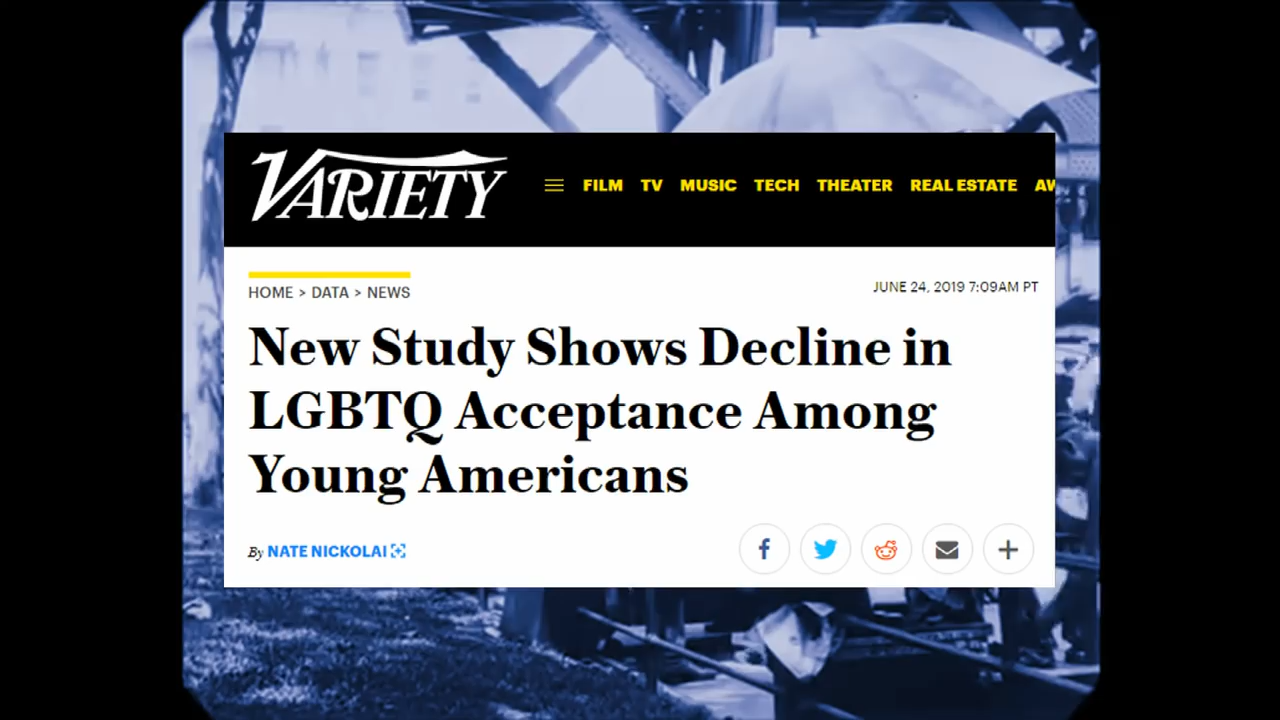 VARIETY
FILM TV MUSIC TECH THEATER REAL ESTATE AW
HOME > DATA > NEWS
JUNE 24, 2019 7:09AM PT
New Study Shows Decline in
LGBTQ Acceptance Among
Young Americans
By NATE NICKOLAI